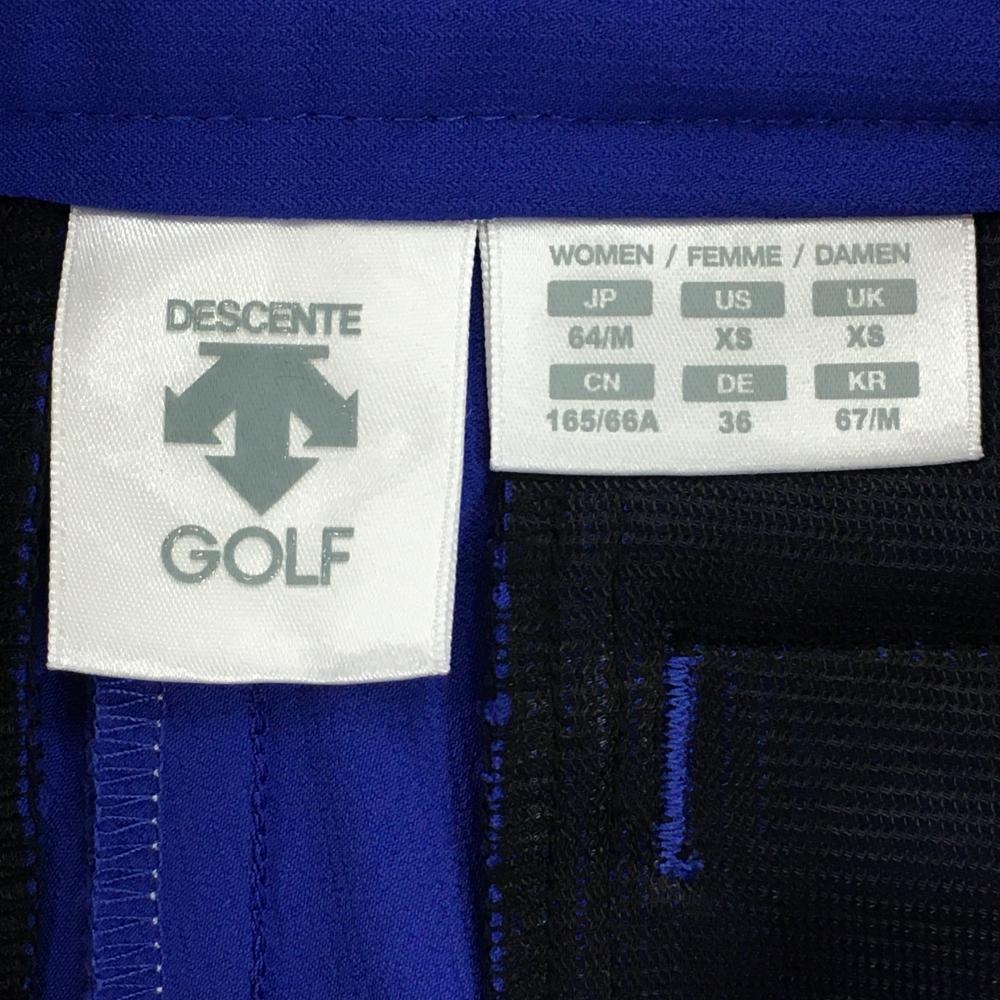 DESCENTE
GOLF
WOMEN / FEMME / DAMEN
JP US UK
64/M XS XS
CN DE KR
165/66A 36 67/M